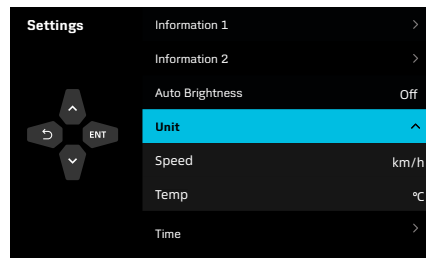 Settings
Information 1
Information 2
Auto Brightness Off
Unit
ENT
Speed km/h
Temp °C
Time